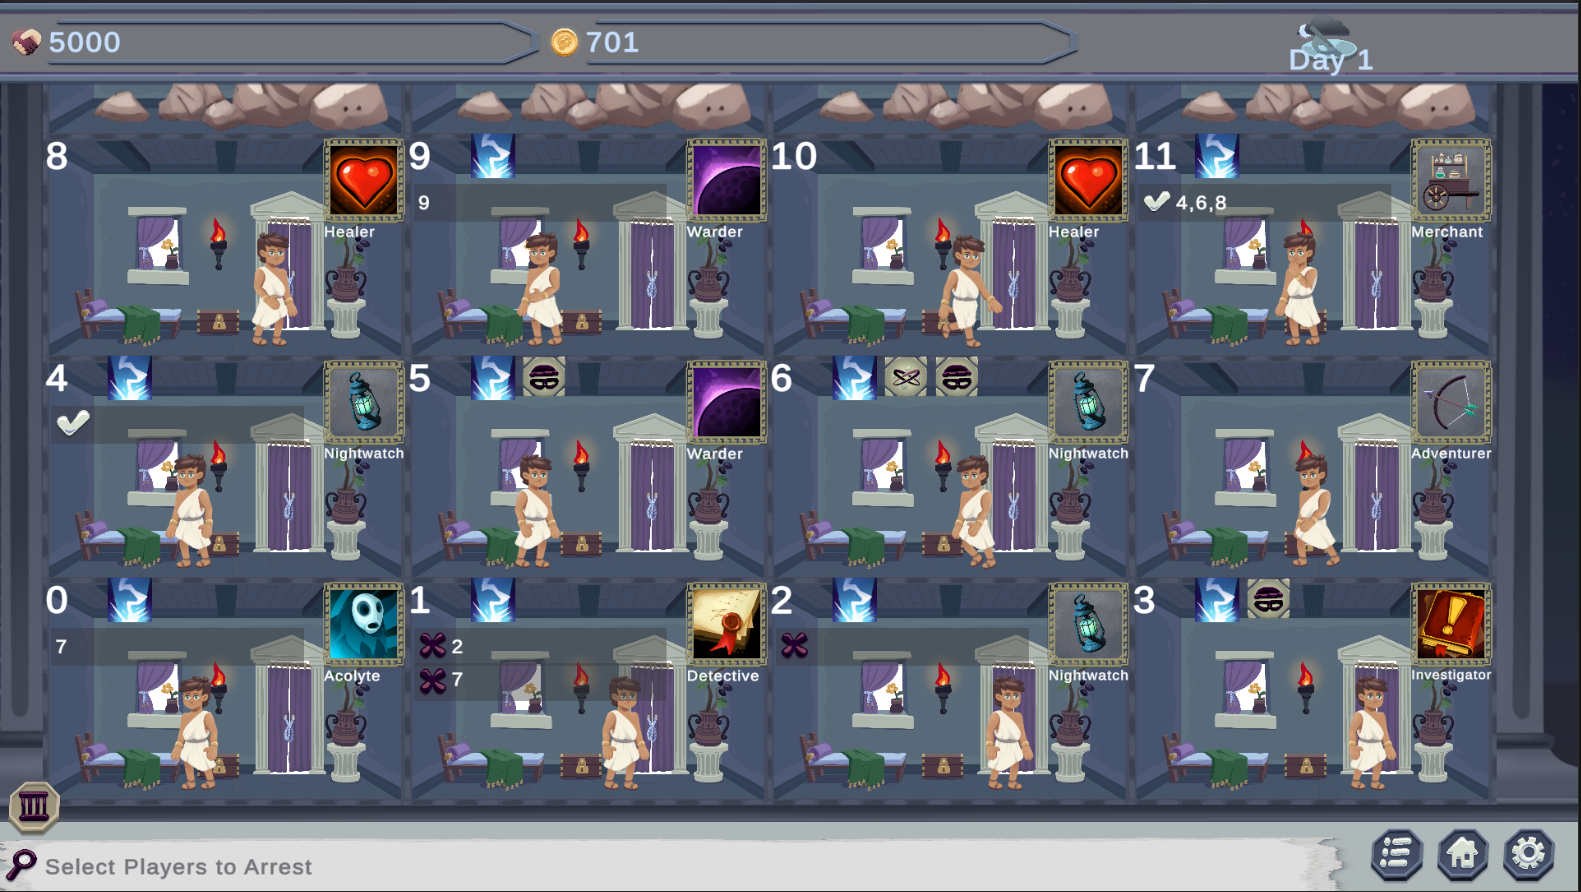 5000
701
Day 1
8
Healer
9
9
Warder
10
Healer
11
4,6,8
Merchant
4
Nightwatch
5
Warder
6
Nightwatch
7
Adventurer
0
7
Acolyte
1
2
7
Detective
2
Nightwatch
3
Investigator
Select Players to Arrest